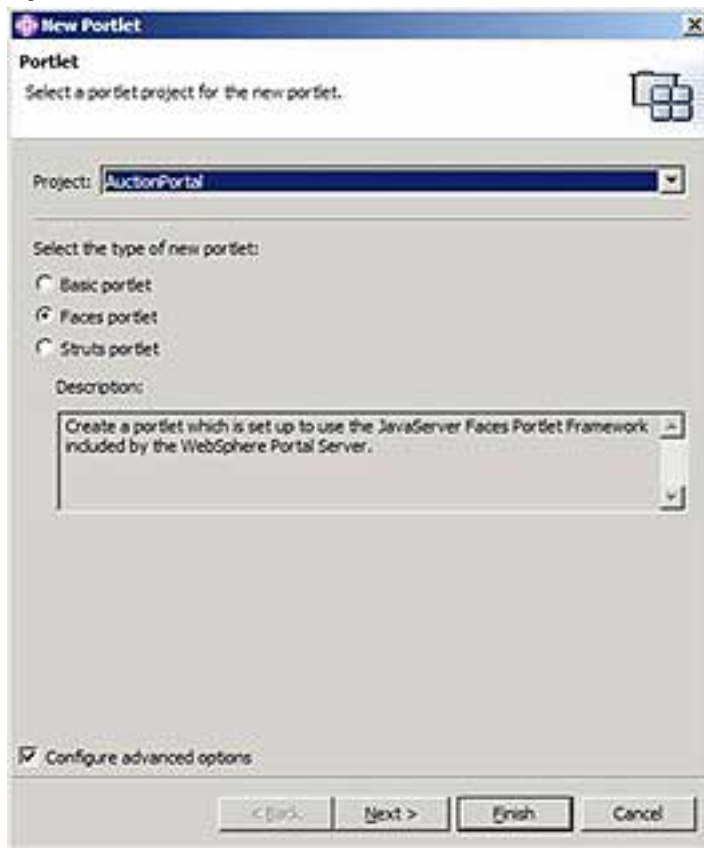 New Portlet
Portlet
Select a portlet project for the new portlet.
Project: AuctionPortal
Select the type of new portlet:
Basic portlet
Faces portlet
Struts portlet
Description:
Create a portlet which is set up to use the JavaServer Faces Portlet Framework
included by the WebSphere Portal Server.
Configure advanced options
< Back Next > Finish Cancel